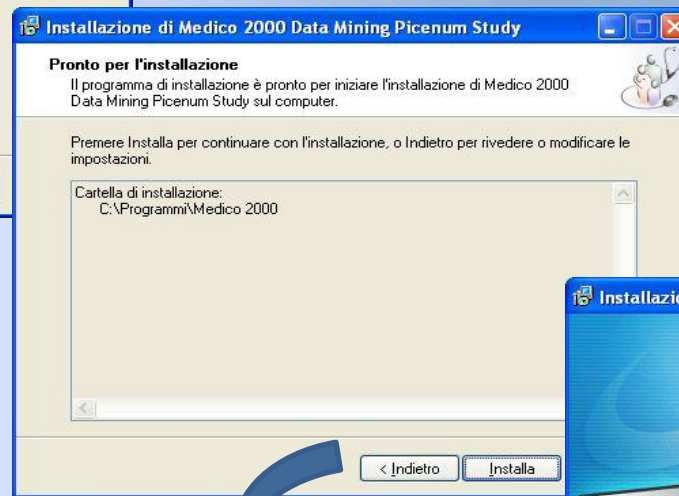 Installazione di Medico 2000 Data Mining Picenum Study
Pronto per l'installazione
Il programma di installazione è pronto per iniziare l'installazione di Medico 2000
Data Mining Picenum Study sul computer.
Premere Installa per continuare con l'installazione, o Indietro per rivedere o modificare le
impostazioni.
Cartella di installazione:
C:\Programmi\Medico 2000
< Indietro
Installa